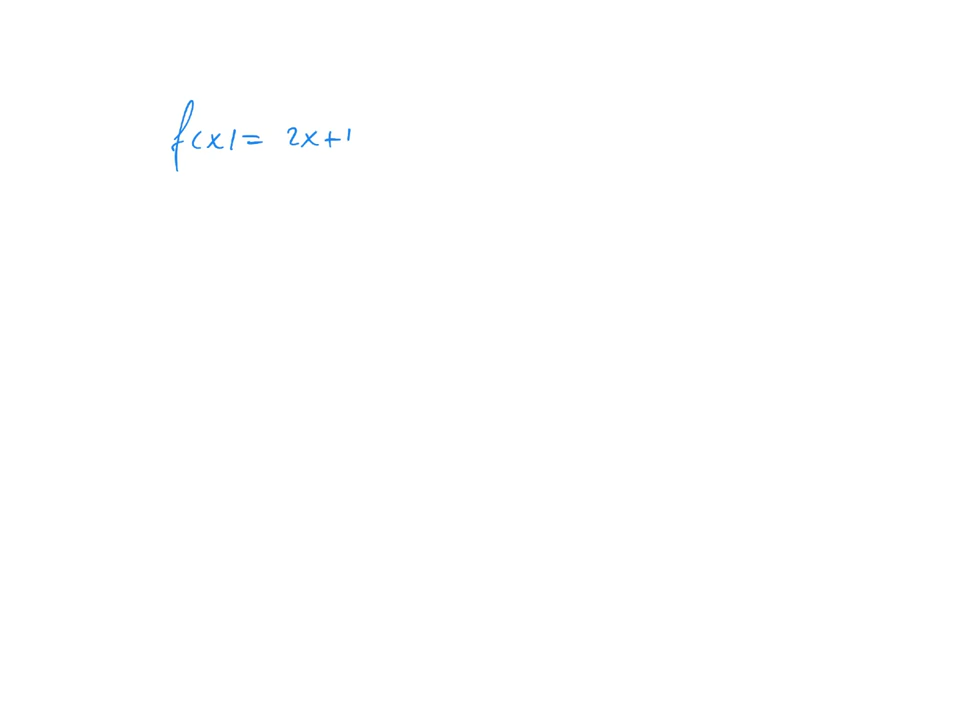 f(x) = 2x+1